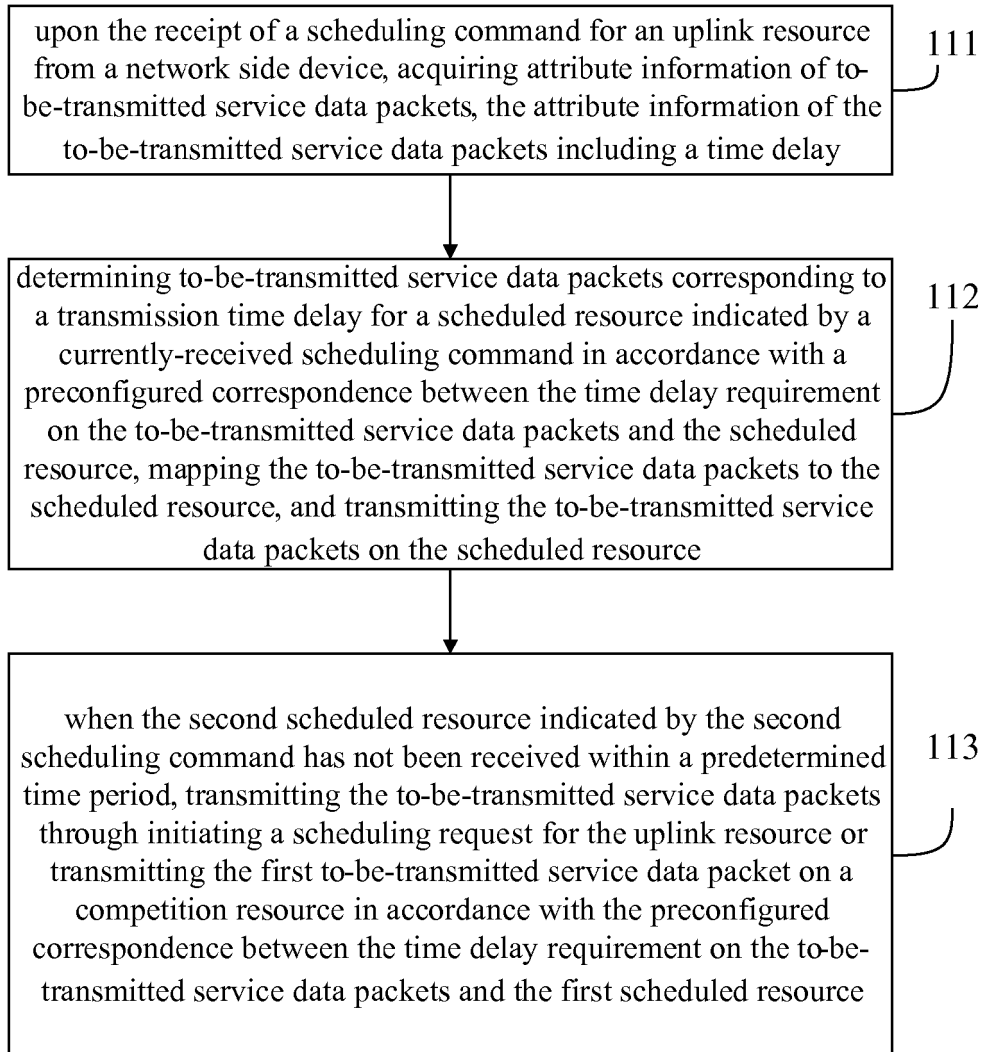 upon the receipt of a scheduling command for an uplink resource
from a network side device, acquiring attribute information of to-
be-transmitted service data packets, the attribute information of the
to-be-transmitted service data packets including a time delay
111
determining to-be-transmitted service data packets corresponding to
a transmission time delay for a scheduled resource indicated by a
currently-received scheduling command in accordance with a
preconfigured correspondence between the time delay requirement
on the to-be-transmitted service data packets and the scheduled
resource, mapping the to-be-transmitted service data packets to the
scheduled resource, and transmitting the to-be-transmitted service
data packets on the scheduled resource
112
when the second scheduled resource indicated by the second
scheduling command has not been received within a predetermined
time period, transmitting the to-be-transmitted service data packets
through initiating a scheduling request for the uplink resource or
transmitting the first to-be-transmitted service data packet on a
competition resource in accordance with the preconfigured
correspondence between the time delay requirement on the to-be-
transmitted service data packets and the first scheduled resource
113